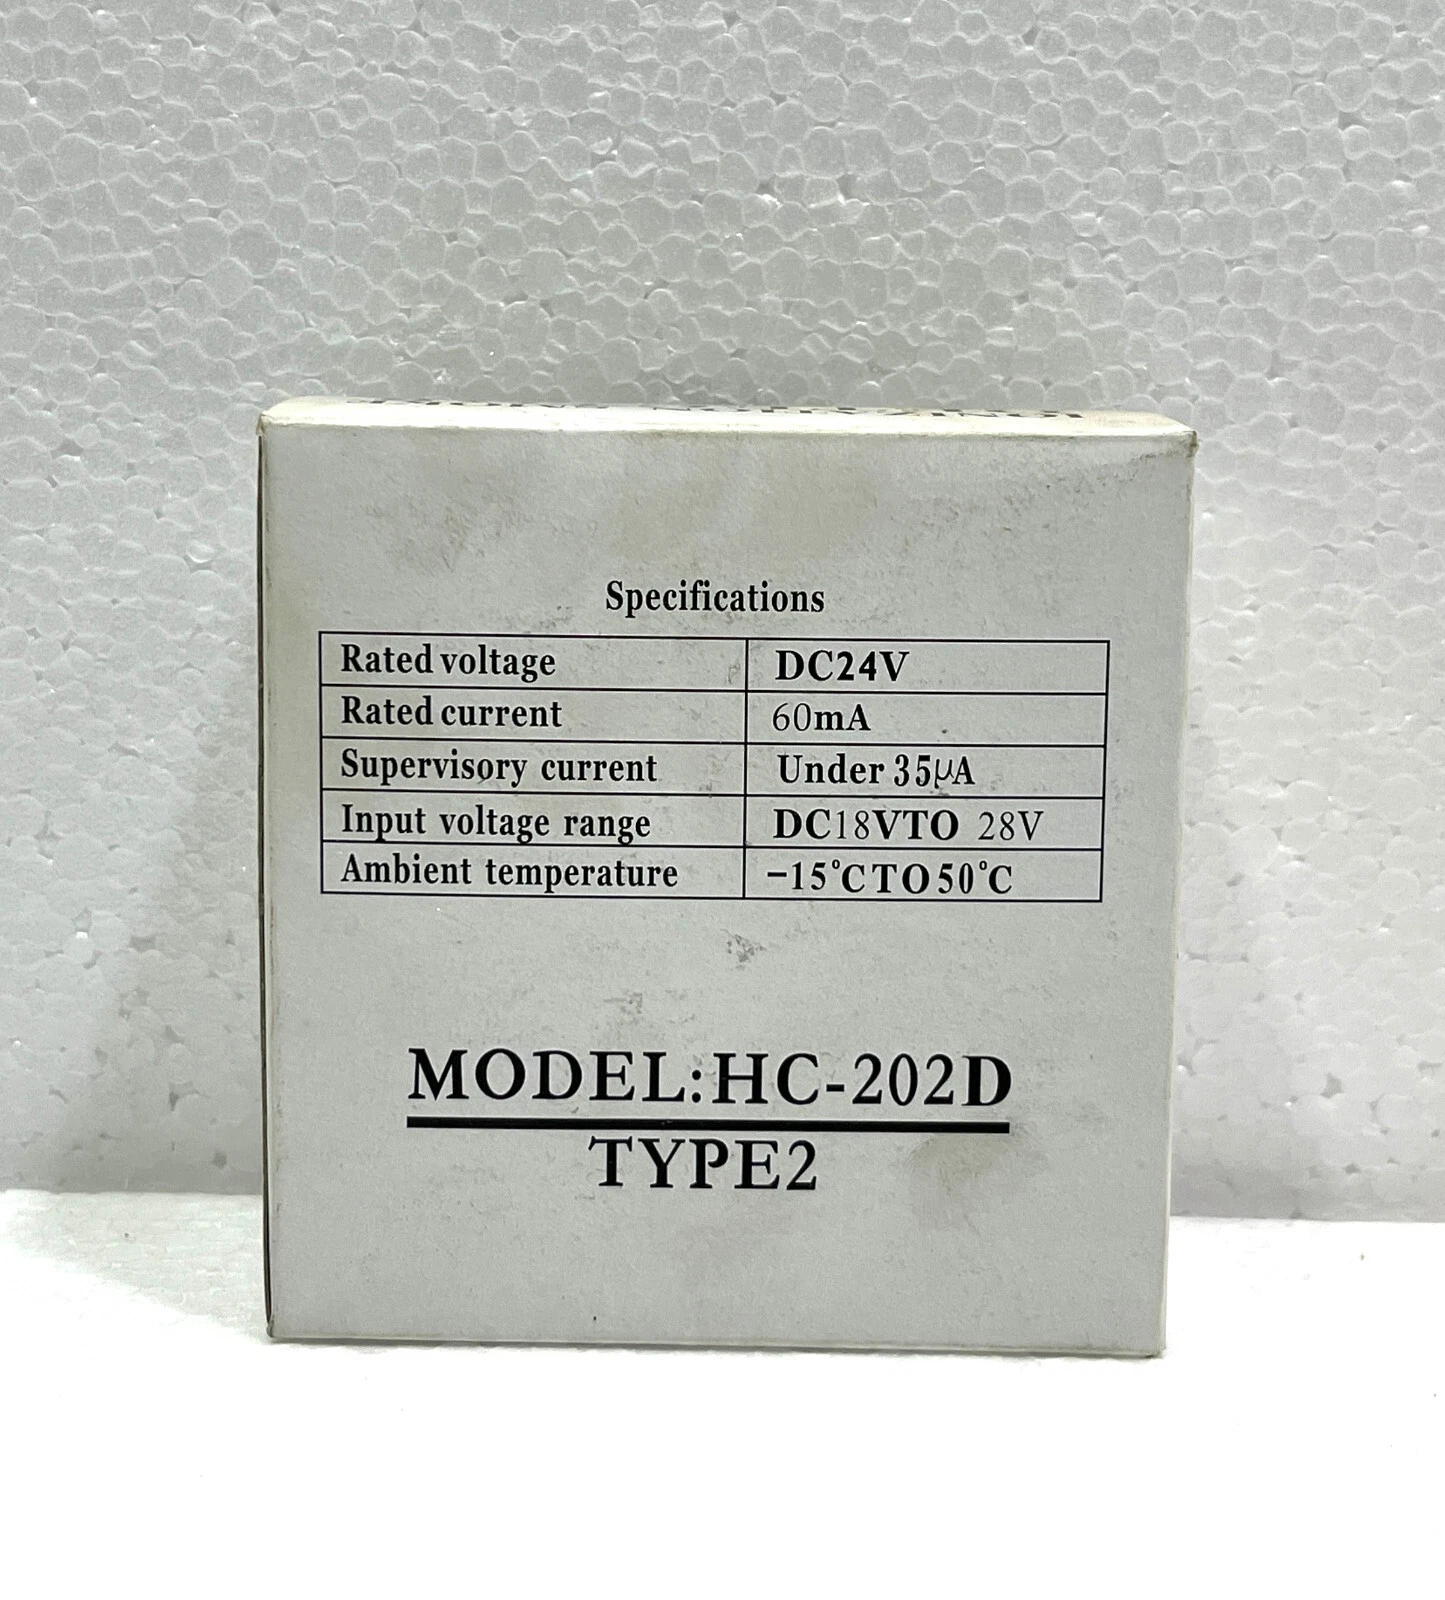 Specifications
Rated voltage DC24V
Rated current 60mA
Supervisory current Under 35μA
Input voltage range DC18VTO 28V
Ambient temperature -15°CTO50°C
MODEL:HC-202D
TYPE2